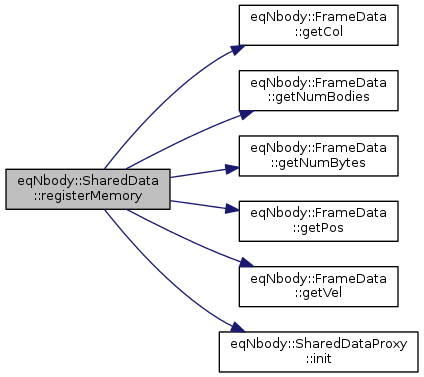 eqNbody::SharedData
::registerMemory
eqNbody::FrameData
::getCol
eqNbody::FrameData
::getNumBodies
eqNbody::FrameData
::getNumBytes
eqNbody::FrameData
::getPos
eqNbody::FrameData
::getVel
eqNbody::SharedDataProxy
::init